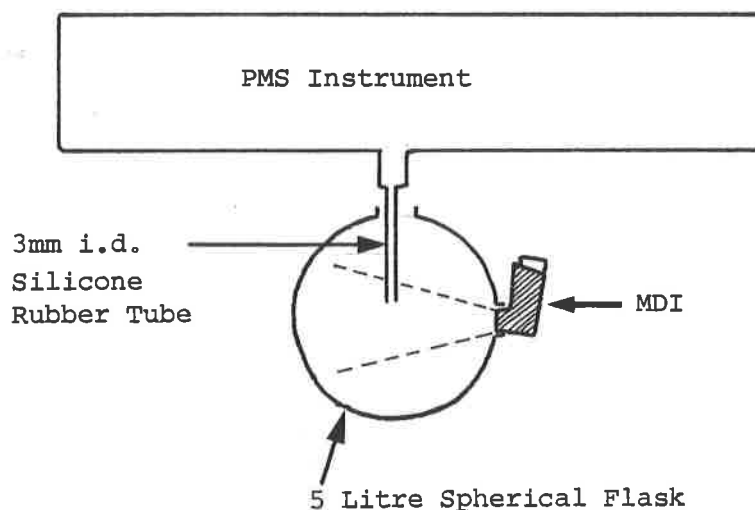 PMS Instrument
3mm i.d.
Silicone
Rubber Tube
MDI
5 Litre Spherical Flask